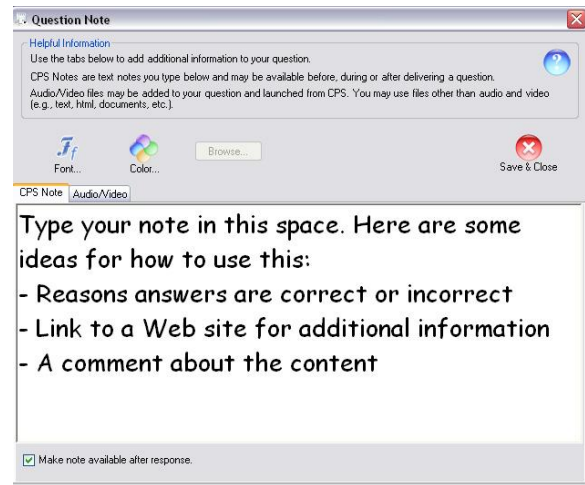 Question Note
Helpful Information
Use the tabs below to add additional information to your question.
CPS Notes are text notes you type below and may be available before, during or after delivering a question.
Audio/Video files may be added to your question and launched from CPS. You may use files other than audio and video
(e.g., text, html, documents, etc.).
Font...
Color...
Browse...
Save & Close
CPS Note
Audio/Video
Type your note in this space. Here are some
ideas for how to use this:
- Reasons answers are correct or incorrect
- Link to a Web site for additional information
- A comment about the content
Make note available after response.